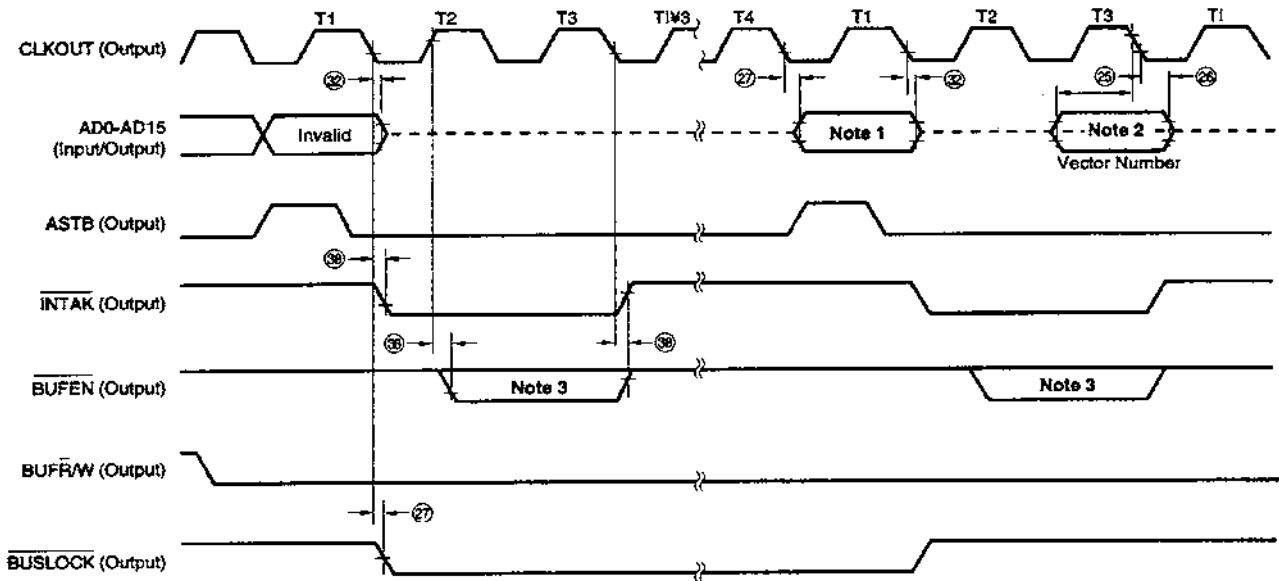 T1 T2 T3 TI¥3 T4 T1 T2 T3 TI
CLKOUT (Output)
32 27 32 25 26
AD0-AD15
(Input/Output)
Invalid Note 1 Note 2
Vector Number
ASTB (Output)
38
INTAK (Output)
36 38
BUFEN (Output)
Note 3 Note 3
BUFR/W (Output)
27
BUSLOCK (Output)